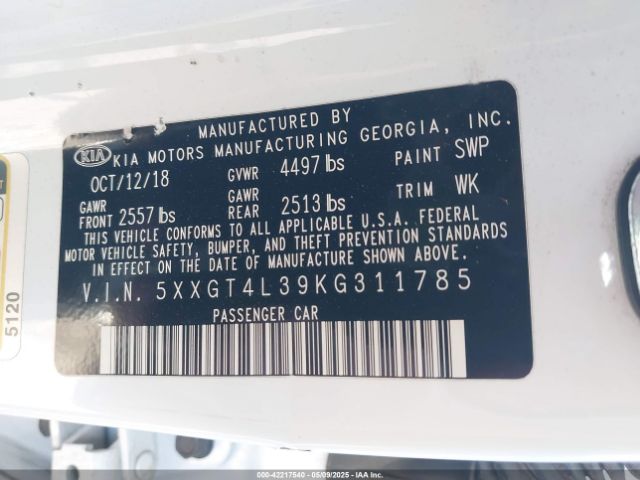 MANUFACTURED BY
KIA KIA MOTORS MANUFACTURING GEORGIA, INC.
OCT/12/18 GVWR 4497 lbs PAINT SWP
GAWR FRONT 2557 lbs GAWR REAR 2513 lbs TRIM WK
THIS VEHICLE CONFORMS TO ALL APPLICABLE U.S.A. FEDERAL
MOTOR VEHICLE SAFETY, BUMPER, AND THEFT PREVENTION STANDARDS
IN EFFECT ON THE DATE OF MANUFACTURE SHOWN ABOVE.
V.I.N. 5XXGT4L39KG311785
PASSENGER CAR
5120
000-42217540 - 05/09/2025 - IAA Inc.